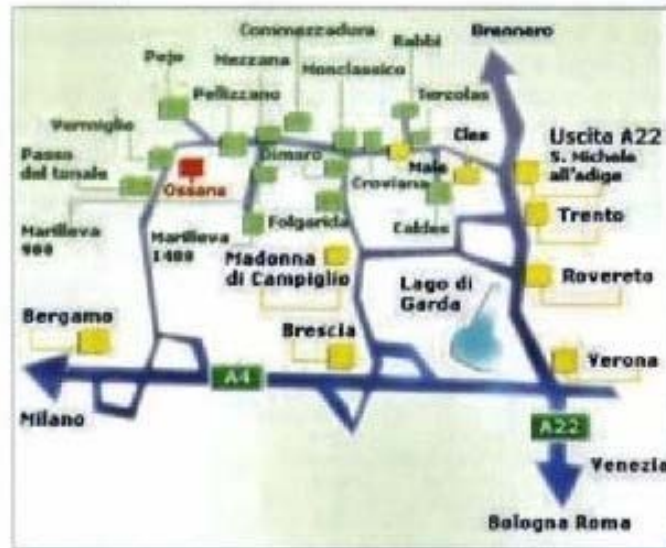 Commezzadura
Mezzana
Rabbi
Brennero
Pejo
Monclassico
Pellizzano
Terzolas
Vermiglio
Cles
Uscita A22
S. Michele
all'adige
Passo
del tonale
Ossana
Dimaro
Malè
Croviana
Trento
Marilleva
900
Marilleva
1400
Folgarida
Caldes
Madonna
di Campiglio
Lago di
Garda
Rovereto
Bergamo
Brescia
Verona
A4
Milano
A22
Venezia
Bologna Roma